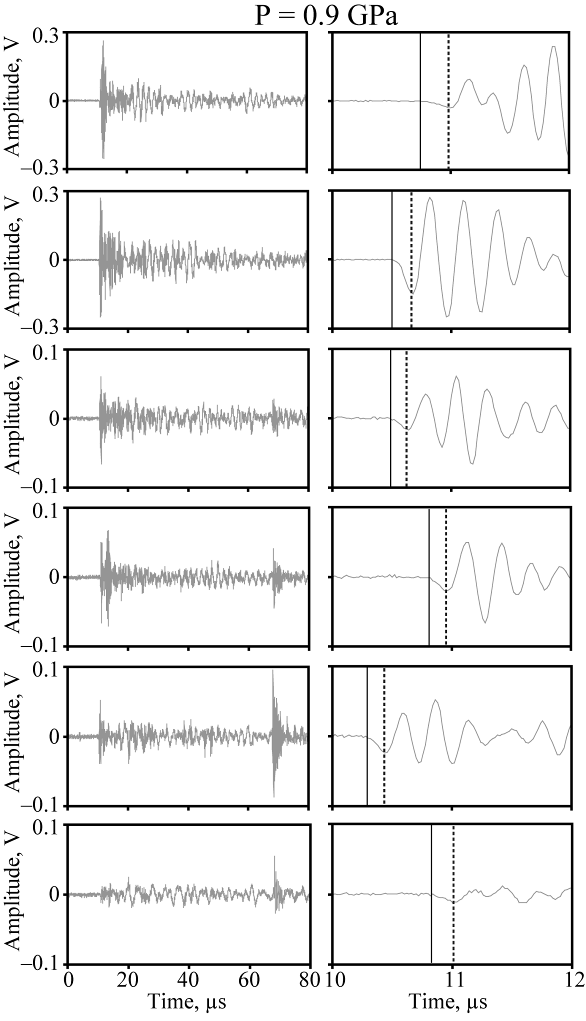 P = 0.9 GPa
Amplitude, V
0.3
0
–0.3
Amplitude, V
0.3
0
–0.3
Amplitude, V
0.1
0
–0.1
Amplitude, V
0.1
0
–0.1
Amplitude, V
0.1
0
–0.1
Amplitude, V
0.1
0
–0.1
0 20 40 60 80 10 11 12
Time, µs Time, µs